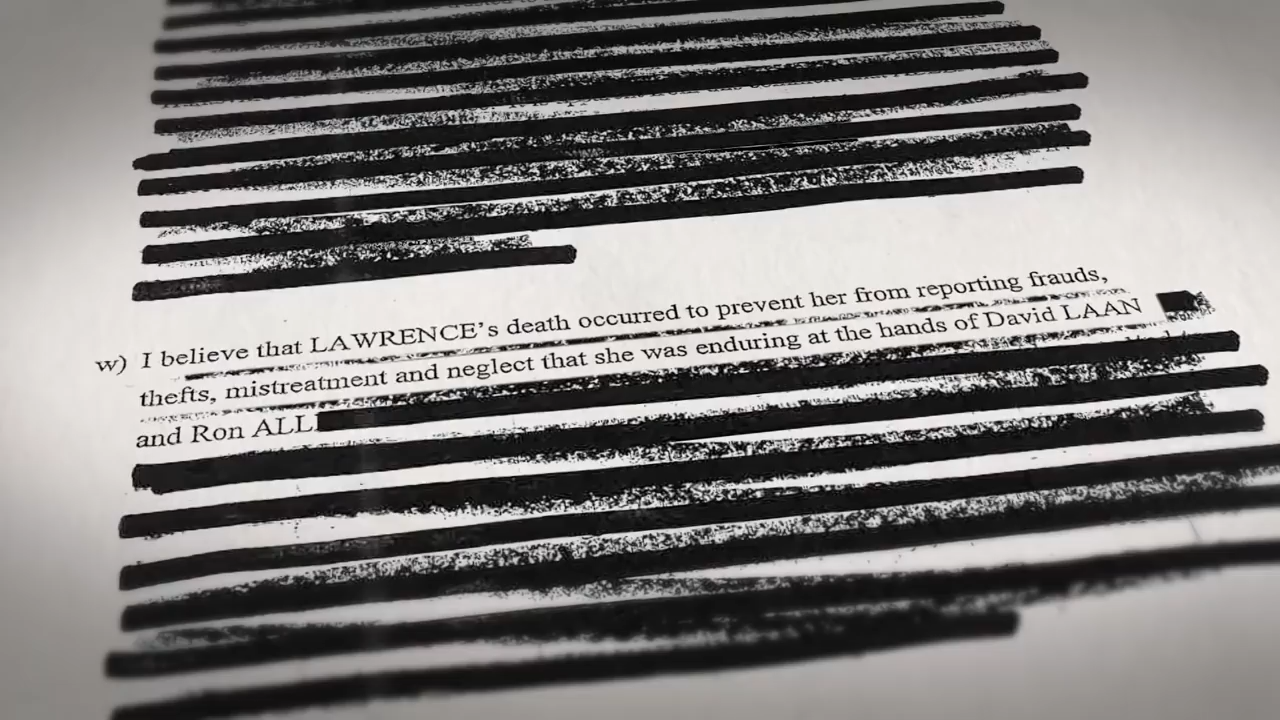 w) I believe that LAWRENCE's death occurred to prevent her from reporting frauds,
thefts, mistreatment and neglect that she was enduring at the hands of David LAAN
and Ron ALL